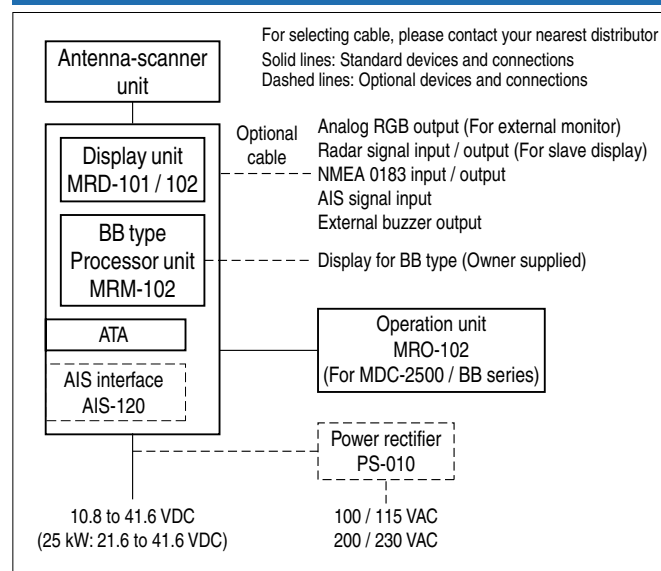 For selecting cable, please contact your nearest distributor
Solid lines: Standard devices and connections
Dashed lines: Optional devices and connections
Antenna-scanner
unit
Display unit
MRD-101 / 102
BB type
Processor unit
MRM-102
ATA
AIS interface
AIS-120
Optional
cable
Analog RGB output (For external monitor)
Radar signal input / output (For slave display)
NMEA 0183 input / output
AIS signal input
External buzzer output
Display for BB type (Owner supplied)
Operation unit
MRO-102
(For MDC-2500 / BB series)
Power rectifier
PS-010
10.8 to 41.6 VDC
(25 kW: 21.6 to 41.6 VDC)
100 / 115 VAC
200 / 230 VAC